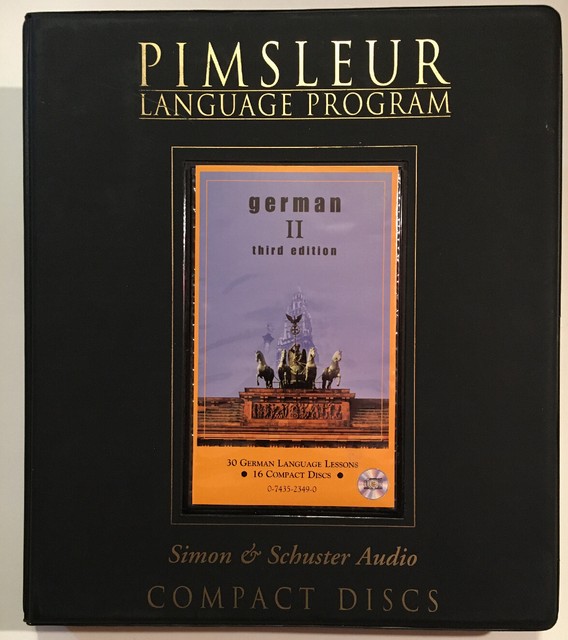 PIMSLEUR
LANGUAGE PROGRAM
german
II
third edition
30 German Language Lessons
● 16 Compact Discs ●
0-7435-2349-0
Simon & Schuster Audio
COMPACT DISCS